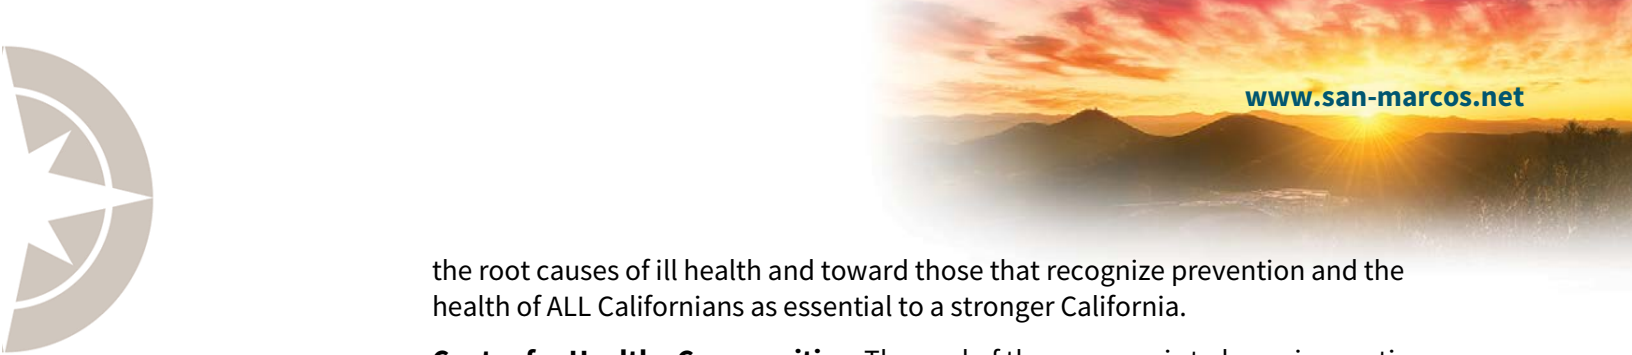 www.san-marcos.net
the root causes of ill health and toward those that recognize prevention and the
health of ALL Californians as essential to a stronger California.